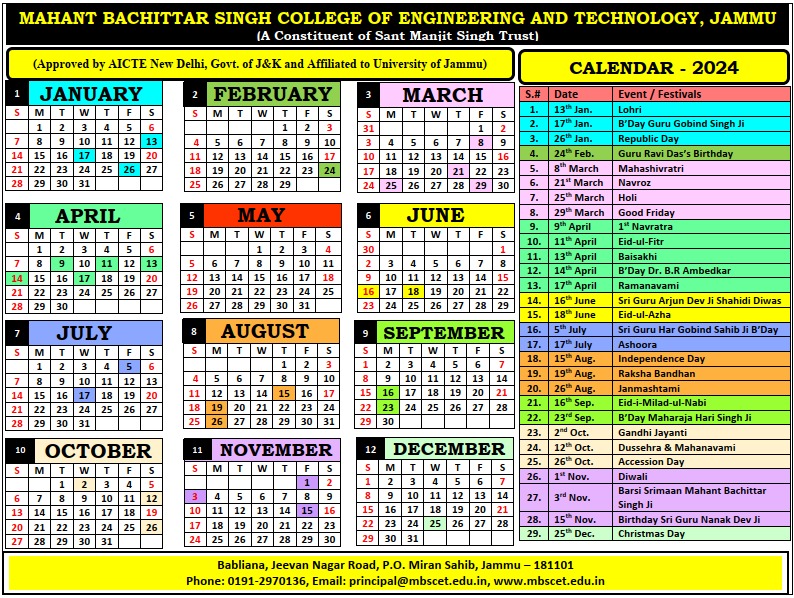 MAHANT BACHITTAR SINGH COLLEGE OF ENGINEERING AND TECHNOLOGY, JAMMU
(A Constituent of Sant Manjit Singh Trust)
(Approved by AICTE New Delhi, Govt. of J&K and Affiliated to University of Jammu)
CALENDAR - 2024
1 JANUARY
S M T W T F S
1 2 3 4 5 6
7 8 9 10 11 12 13
14 15 16 17 18 19 20
21 22 23 24 25 26 27
28 29 30 31
2 FEBRUARY
S M T W T F S
1 2 3
4 5 6 7 8 9 10
11 12 13 14 15 16 17
18 19 20 21 22 23 24
25 26 27 28 29
3 MARCH
S M T W T F S
31 1 2
3 4 5 6 7 8 9
10 11 12 13 14 15 16
17 18 19 20 21 22 23
24 25 26 27 28 29 30
4 APRIL
S M T W T F S
1 2 3 4 5 6
7 8 9 10 11 12 13
14 15 16 17 18 19 20
21 22 23 24 25 26 27
28 29 30
5 MAY
S M T W T F S
1 2 3 4
5 6 7 8 9 10 11
12 13 14 15 16 17 18
19 20 21 22 23 24 25
26 27 28 29 30 31
6 JUNE
S M T W T F S
30 1
2 3 4 5 6 7 8
9 10 11 12 13 14 15
16 17 18 19 20 21 22
23 24 25 26 27 28 29
7 JULY
S M T W T F S
1 2 3 4 5 6
7 8 9 10 11 12 13
14 15 16 17 18 19 20
21 22 23 24 25 26 27
28 29 30 31
8 AUGUST
S M T W T F S
1 2 3
4 5 6 7 8 9 10
11 12 13 14 15 16 17
18 19 20 21 22 23 24
25 26 27 28 29 30 31
9 SEPTEMBER
S M T W T F S
1 2 3 4 5 6 7
8 9 10 11 12 13 14
15 16 17 18 19 20 21
22 23 24 25 26 27 28
29 30
10 OCTOBER
S M T W T F S
1 2 3 4 5
6 7 8 9 10 11 12
13 14 15 16 17 18 19
20 21 22 23 24 25 26
27 28 29 30 31
11 NOVEMBER
S M T W T F S
1 2
3 4 5 6 7 8 9
10 11 12 13 14 15 16
17 18 19 20 21 22 23
24 25 26 27 28 29 30
12 DECEMBER
S M T W T F S
1 2 3 4 5 6 7
8 9 10 11 12 13 14
15 16 17 18 19 20 21
22 23 24 25 26 27 28
29 30 31
S.# Date Event / Festivals
1. 13th Jan. Lohri
2. 17th Jan. B'Day Guru Gobind Singh Ji
3. 26th Jan. Republic Day
4. 24th Feb. Guru Ravi Das's Birthday
5. 8th March Mahashivratri
6. 21st March Navroz
7. 25th March Holi
8. 29th March Good Friday
9. 9th April 1st Navratra
10. 11th April Eid-ul-Fitr
11. 13th April Baisakhi
12. 14th April B'Day Dr. B.R Ambedkar
13. 17th April Ramanavami
14. 16th June Sri Guru Arjun Dev Ji Shahidi Diwas
15. 18th June Eid-ul-Azha
16. 5th July Sri Guru Har Gobind Sahib Ji B'Day
17. 17th July Ashoora
18. 15th Aug. Independence Day
19. 19th Aug. Raksha Bandhan
20. 26th Aug. Janmashtami
21. 16th Sep. Eid-i-Milad-ul-Nabi
22. 23rd Sep. B'Day Maharaja Hari Singh Ji
23. 2nd Oct. Gandhi Jayanti
24. 12th Oct. Dussehra & Mahanavami
25. 26th Oct. Accession Day
26. 1st Nov. Diwali
27. 3rd Nov. Barsi Srimaan Mahant Bachittar
Singh Ji
28. 15th Nov. Birthday Sri Guru Nanak Dev Ji
29. 25th Dec. Christmas Day
Babliana, Jeevan Nagar Road, P.O. Miran Sahib, Jammu – 181101
Phone: 0191-2970136, Email: principal@mbscet.edu.in, www.mbscet.edu.in